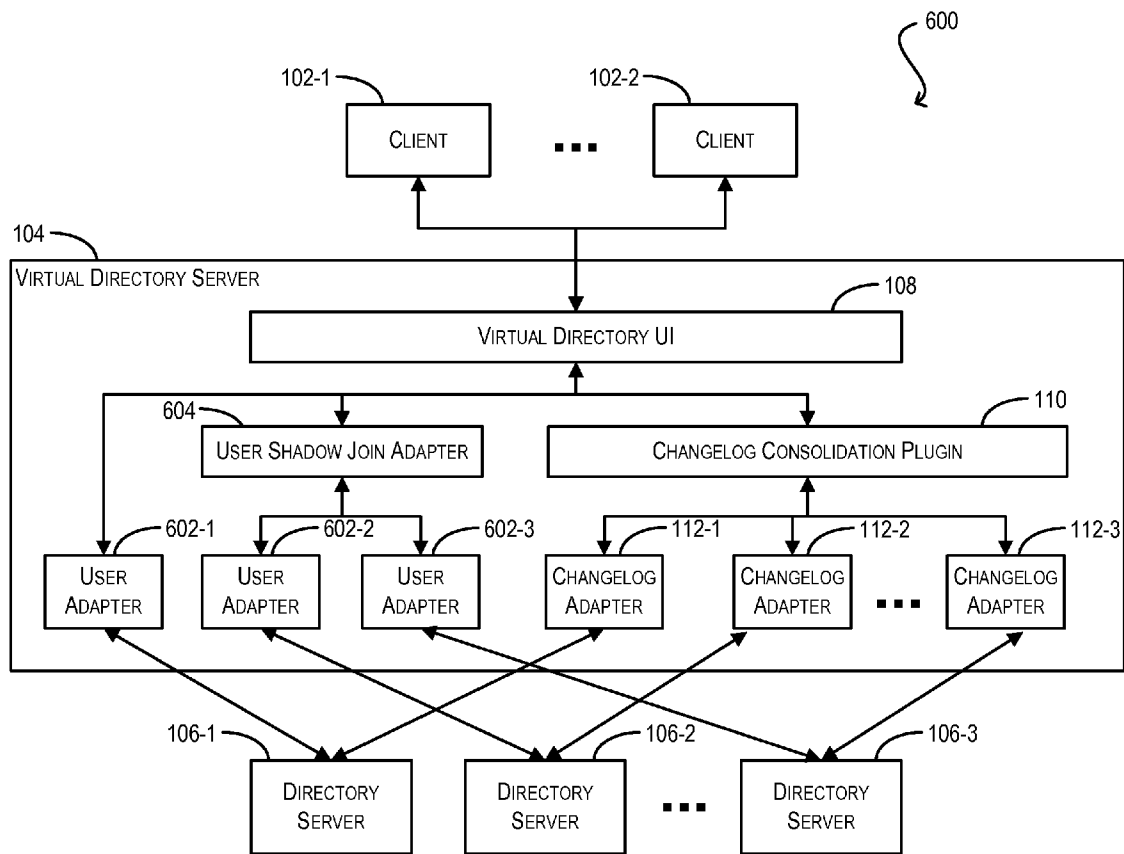 600
102-1
102-2
CLIENT
CLIENT
104
VIRTUAL DIRECTORY SERVER
108
VIRTUAL DIRECTORY UI
604
110
USER SHADOW JOIN ADAPTER
CHANGELOG CONSOLIDATION PLUGIN
602-1
602-2
602-3
112-1
112-2
112-3
USER
ADAPTER
USER
ADAPTER
USER
ADAPTER
CHANGELOG
ADAPTER
CHANGELOG
ADAPTER
CHANGELOG
ADAPTER
106-1
106-2
106-3
DIRECTORY
SERVER
DIRECTORY
SERVER
DIRECTORY
SERVER